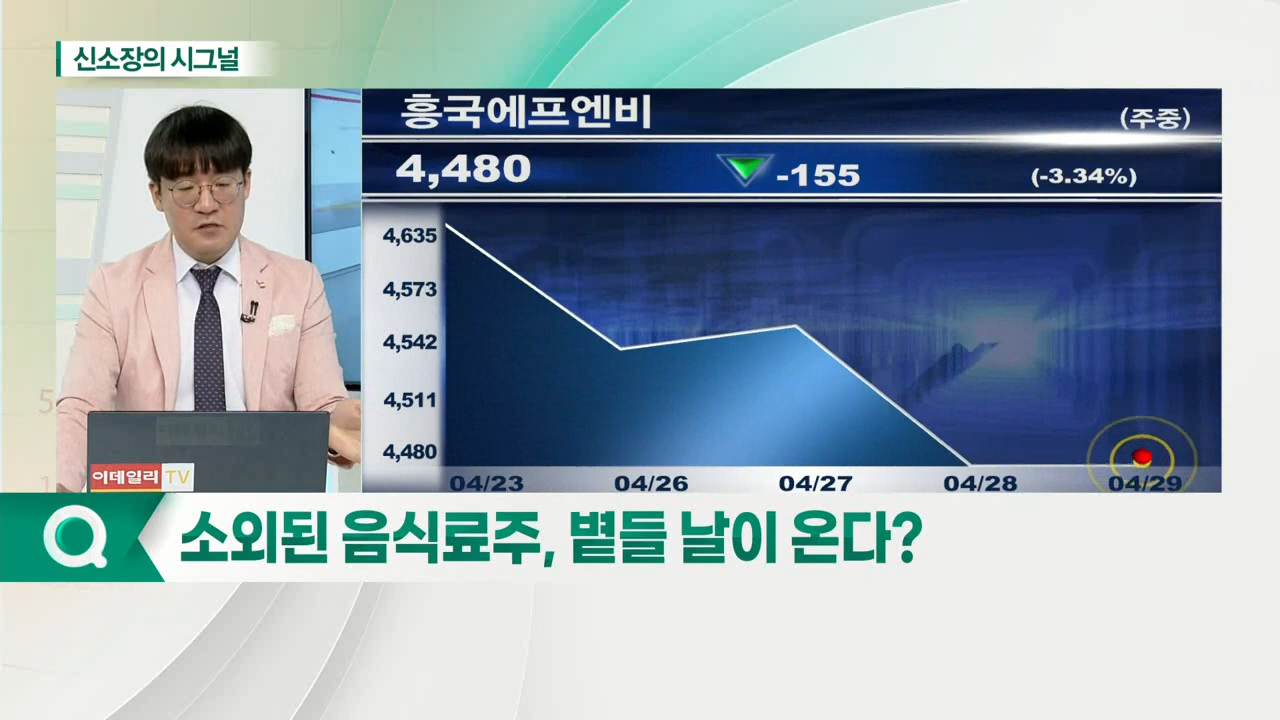 신소장의 시그널
흥국에프엔비
(주중)
4,480
-155
(-3.34%)
4,635
4,573
4,542
4,511
4,480
04/23
04/26
04/27
04/28
04/29
이데일리 TV
소외된 음식료주, 볕들 날이 온다?